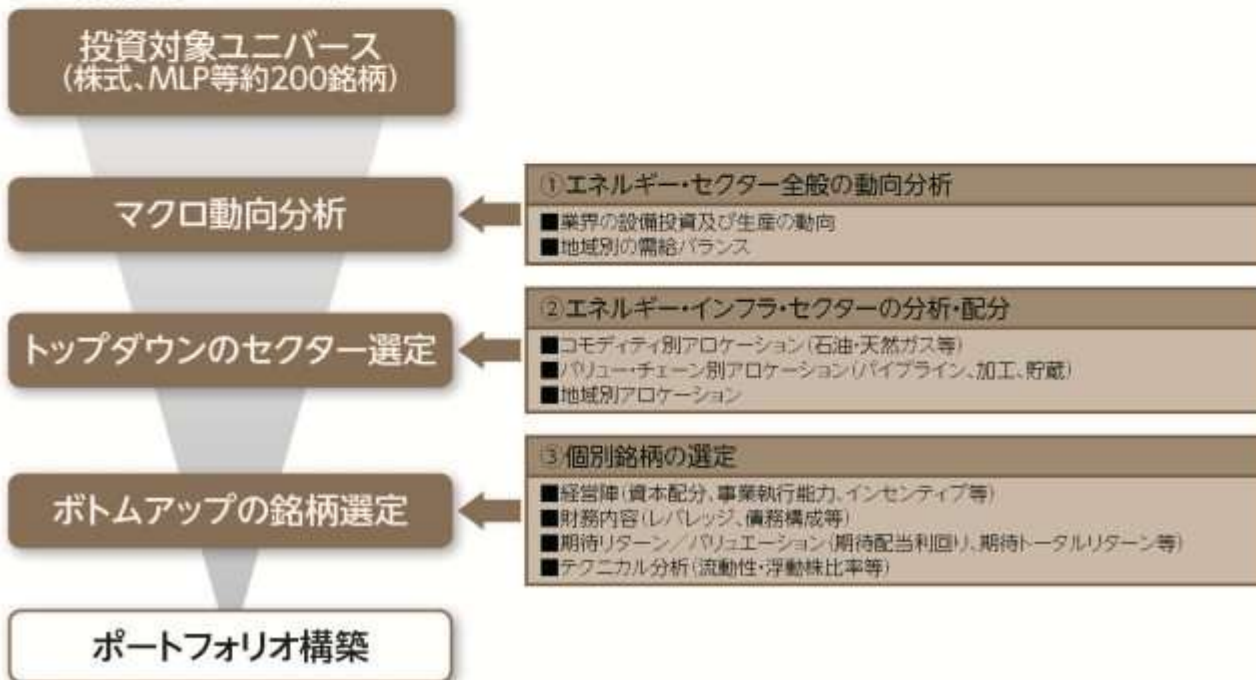 投資対象ユニバース
(株式、MLP等約200銘柄)
マクロ動向分析
①エネルギー・セクター全般の動向分析
■業界の設備投資及び生産の動向
■地域別の需給バランス
トップダウンのセクター選定
②エネルギー・インフラ・セクターの分析・配分
■コモディティ別アロケーション(石油・天然ガス等)
■バリュー・チェーン別アロケーション(パイプライン、加工、貯蔵)
■地域別アロケーション
ボトムアップの銘柄選定
③個別銘柄の選定
■経営陣(資本配分、事業執行能力、インセンティブ等)
■財務内容(レバレッジ、債務構成等)
■期待リターン／バリュエーション(期待配当利回り、期待トータルリターン等)
■テクニカル分析(流動性・浮動株比率等)
ポートフォリオ構築